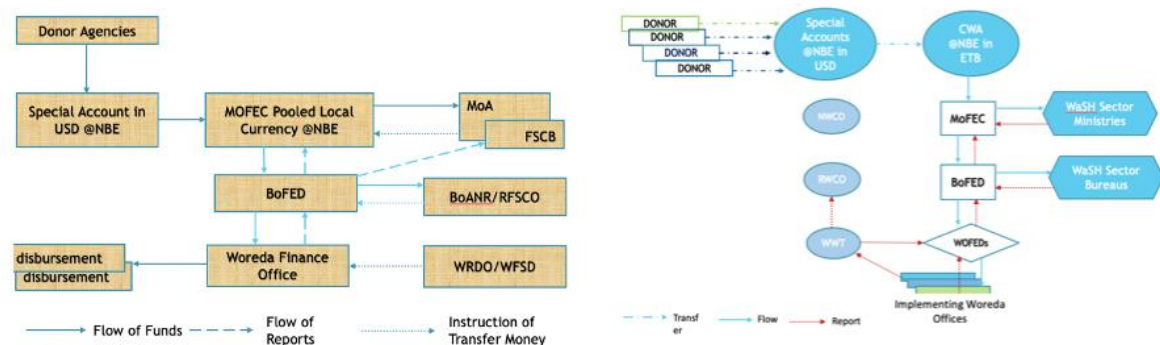 Donor Agencies
Special Account in
USD @NBE
MOFEC Pooled Local
Currency @NBE
MoA
FSCB
BoFED
BoANR/RFSCO
Woreda Finance
Office
WRDO/WFSD
disbursement
disbursement
Flow of Funds
Flow of
Reports
Instruction of
Transfer Money
DONOR
DONOR
DONOR
DONOR
Special
Accounts
@NBE in
USD
CWA
@NBE in
ETB
NWCO
MoFEC
WaSH Sector
Ministries
RWCO
BoFED
WaSH Sector
Bureaus
WWT
WOFEDs
Implementing Woreda
Offices
Transf
er
Flow
Report